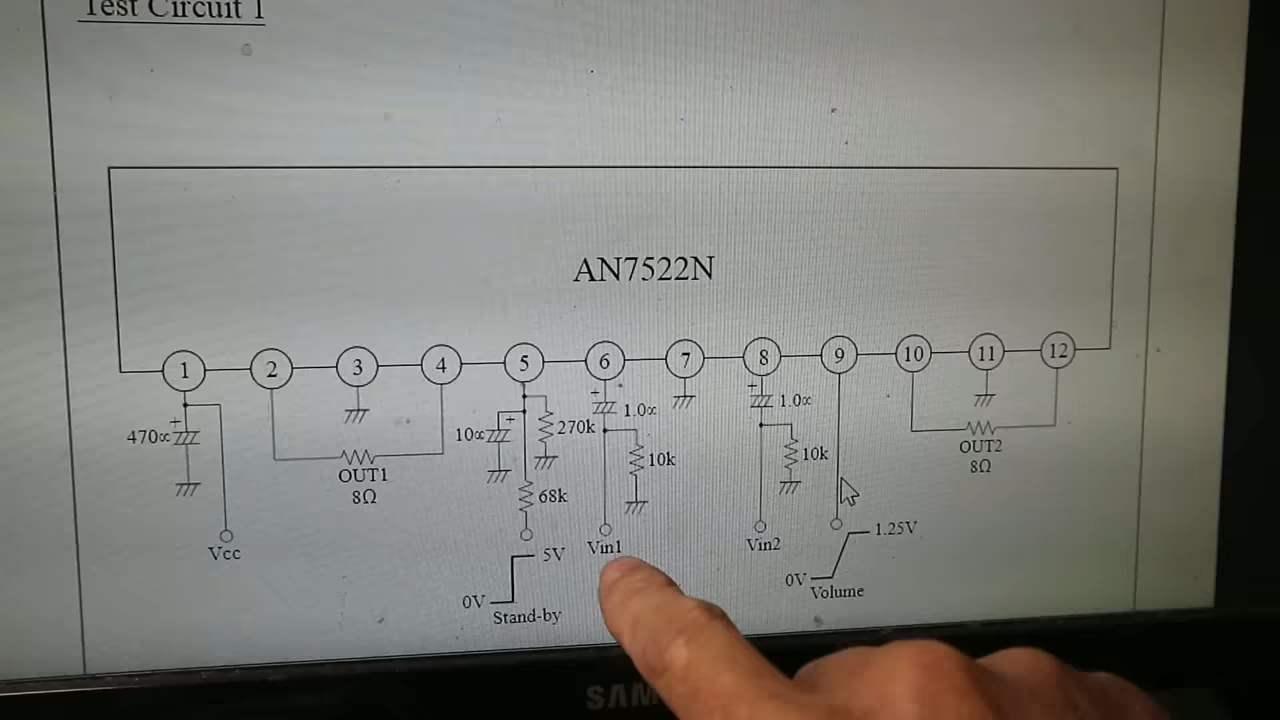 Test Circuit 1
AN7522N
1 2 3 4 5 6 7 8 9 10 11 12
470∝
10∝
270k
1.0∝
1.0∝
10k
10k
68k
OUT1
8Ω
OUT2
8Ω
Vcc
5V
0V
Stand-by
Vin1
Vin2
1.25V
0V
Volume
SAM